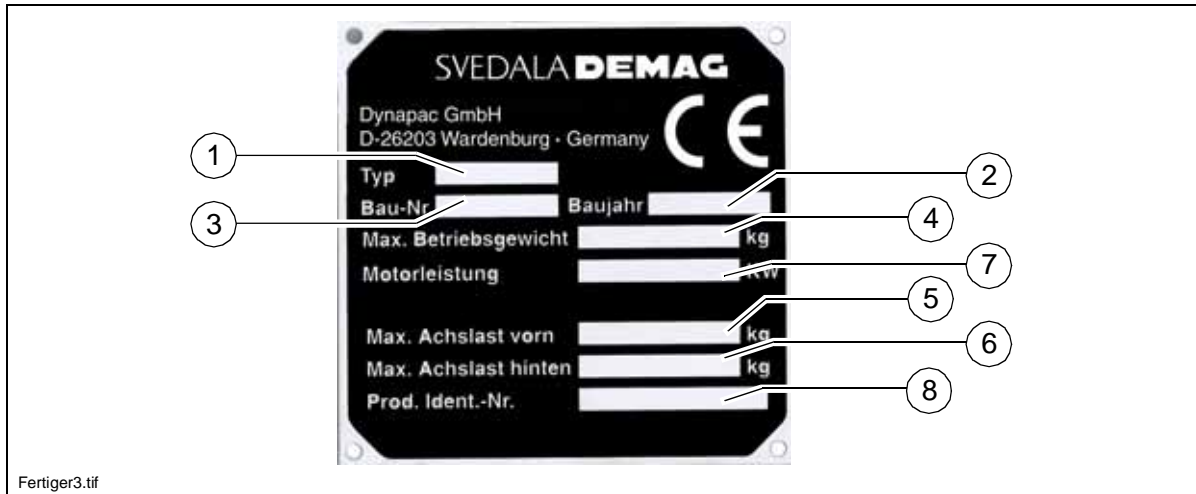 SVEDALA DEMAG
CE
Dynapac GmbH
D-26203 Wardenburg · Germany
1
Typ
2
3
Bau-Nr Baujahr
4
Max. Betriebsgewicht kg
7
Motorleistung KW
5
Max. Achslast vorn kg
6
Max. Achslast hinten kg
8
Prod. Ident.-Nr.
Fertiger3.tif